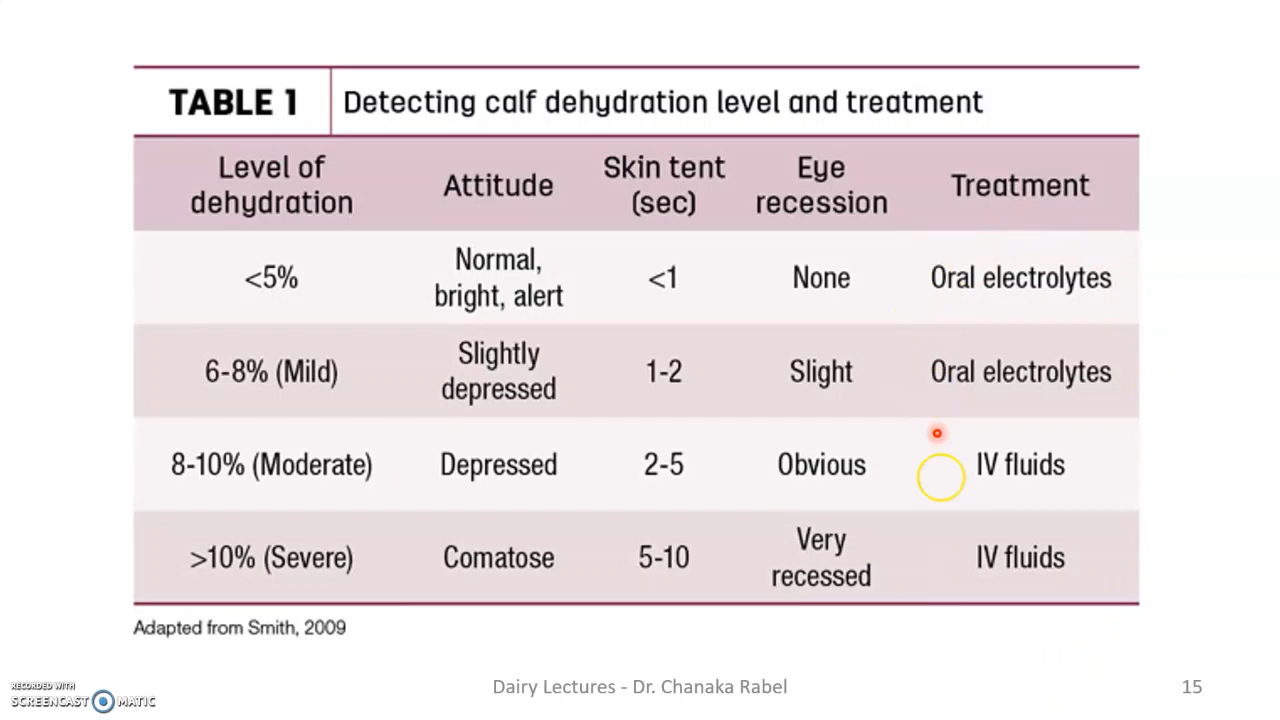 TABLE 1
Detecting calf dehydration level and treatment
Level of
dehydration
Attitude
Skin tent
(sec)
Eye
recession
Treatment
<5%
Normal,
bright, alert
<1
None
Oral electrolytes
6-8% (Mild)
Slightly
depressed
1-2
Slight
Oral electrolytes
8-10% (Moderate)
Depressed
2-5
Obvious
IV fluids
>10% (Severe)
Comatose
5-10
Very
recessed
IV fluids
Adapted from Smith, 2009
RECORDED WITH
SCREENCAST MATIC
Dairy Lectures - Dr. Chanaka Rabel
15